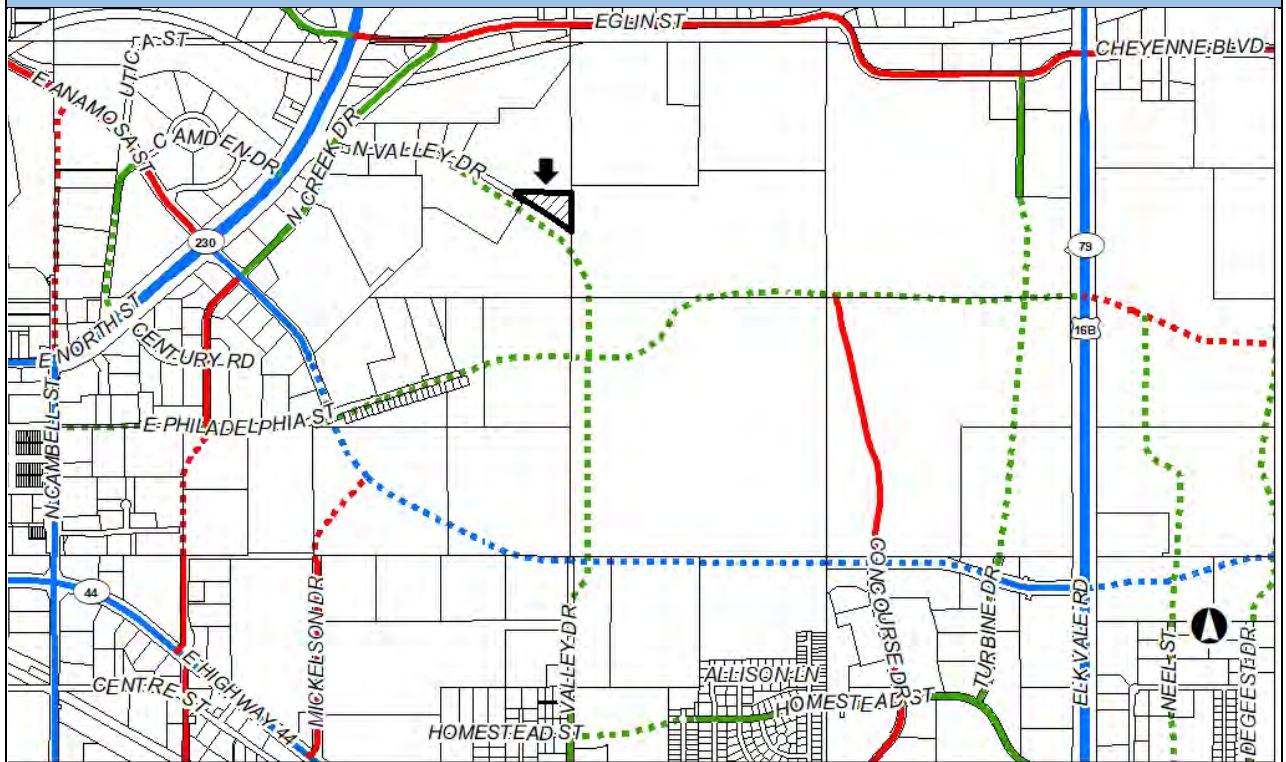 EGLIN ST
CHEYENNE BLVD
UTICA ST
E ANAMOSA ST
CAMDEN DR
N CREEK DR
N VALLEY DR
230
79
16B
E NORTH ST
CENTURY RD
E PHILADELPHIA ST
N CAMBELL ST
44
E HIGHWAY 44
CENTRE ST
MICKELSON DR
VALLEY DR
CONCOURSE DR
TURBINE DR
ELK VALE RD
NEEL ST
DEGEEST DR
ALLISON LN
HOMESTEAD ST
HOMESTEAD ST